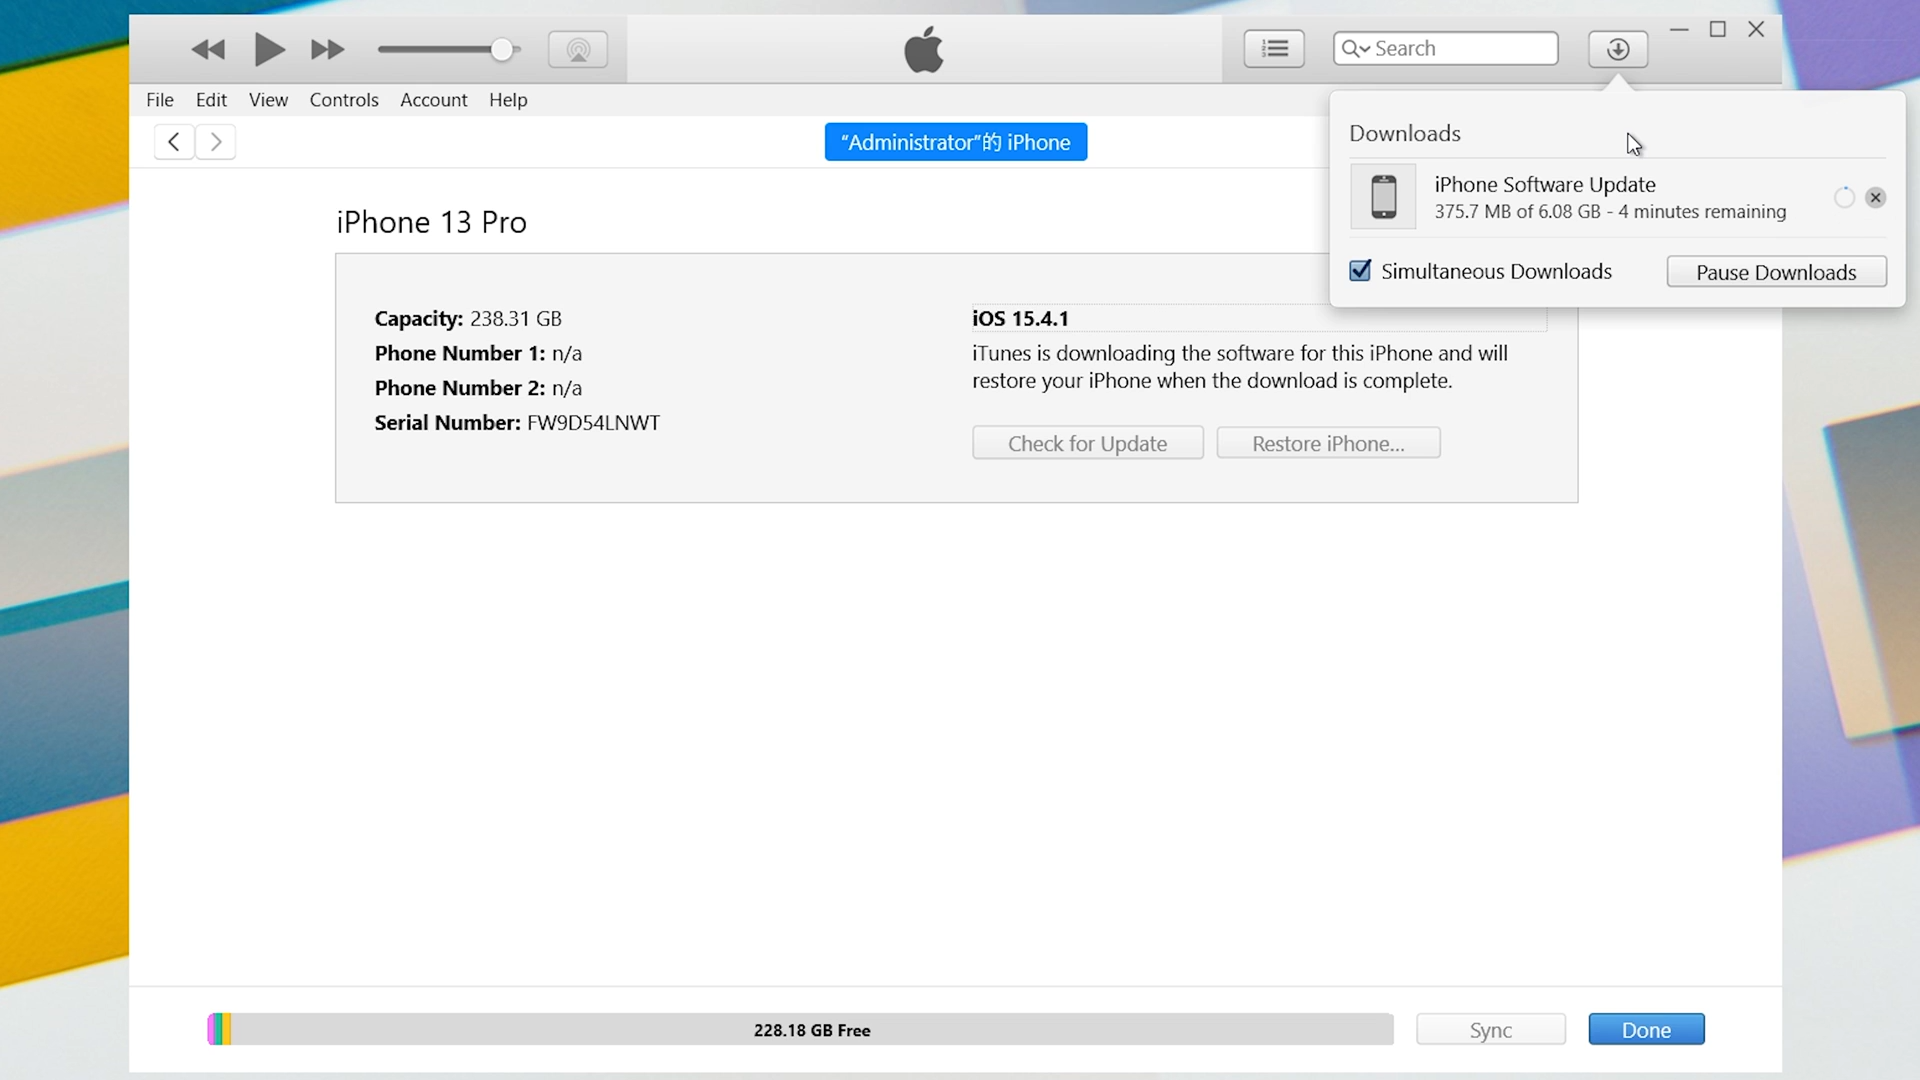 Search
File Edit View Controls Account Help
“Administrator”的 iPhone
Downloads
iPhone Software Update
375.7 MB of 6.08 GB - 4 minutes remaining
Simultaneous Downloads
Pause Downloads
iPhone 13 Pro
Capacity: 238.31 GB
Phone Number 1: n/a
Phone Number 2: n/a
Serial Number: FW9D54LNWT
iOS 15.4.1
iTunes is downloading the software for this iPhone and will
restore your iPhone when the download is complete.
Check for Update
Restore iPhone...
228.18 GB Free
Sync
Done